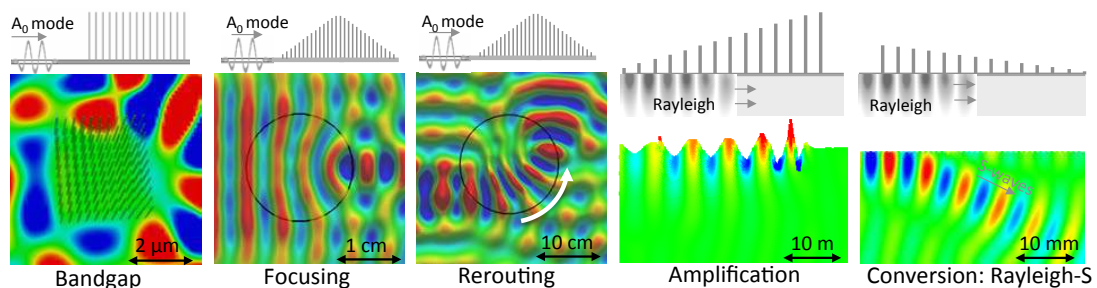 A₀ mode
A₀ mode
A₀ mode
Rayleigh
Rayleigh
S-waves
2 μm
1 cm
10 cm
10 m
10 mm
Bandgap
Focusing
Rerouting
Amplification
Conversion: Rayleigh-S